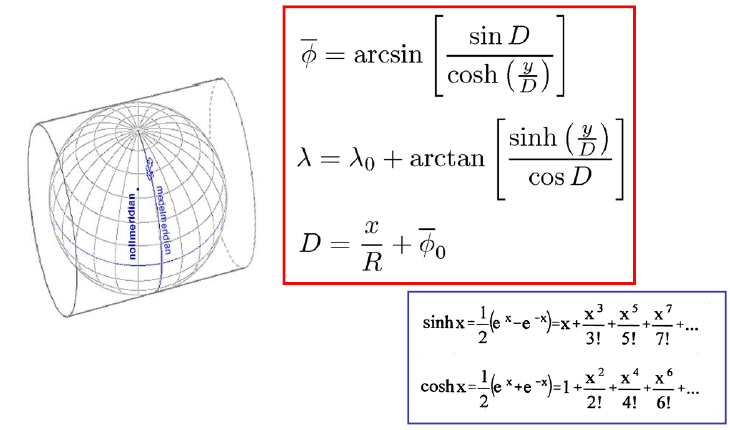 ϕ̅ = arcsin [ sin D / cosh (y/D) ]
λ = λ₀ + arctan [ sinh (y/D) / cos D ]
D = x/R + ϕ̅₀
nollmeridian
medelmeridian
sinh x = 1/2 (e ˣ − e ⁻ˣ) = x + x³/3! + x⁵/5! + x⁷/7! + ...
cosh x = 1/2 (e ˣ + e ⁻ˣ) = 1 + x²/2! + x⁴/4! + x⁶/6! + ...